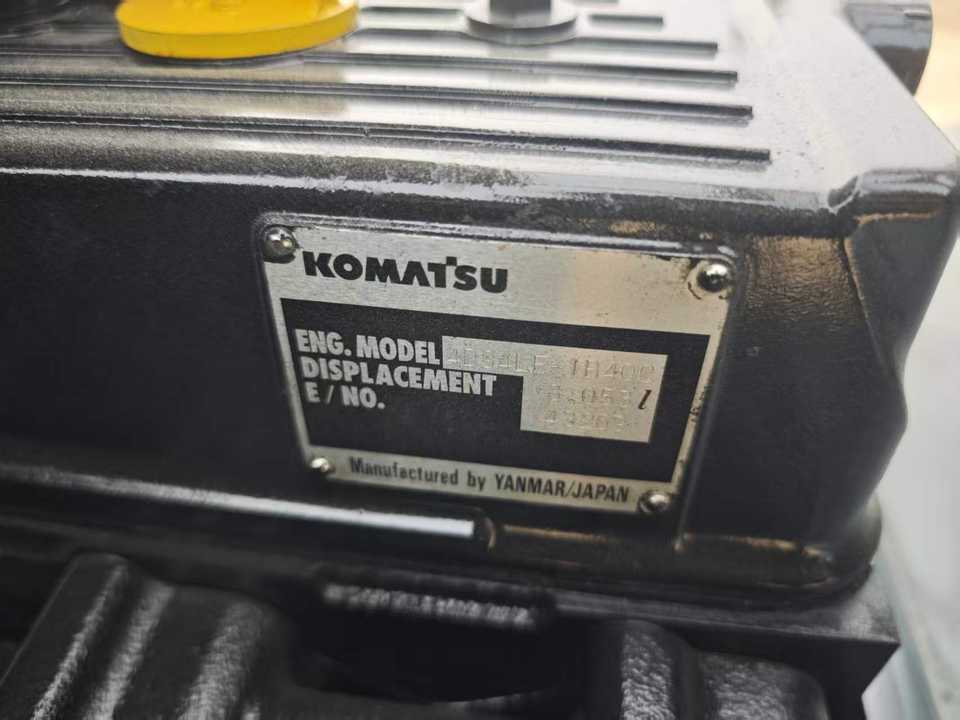 KOMATSU
ENG. MODEL
DISPLACEMENT l
E / NO.
Manufactured by YANMAR/JAPAN